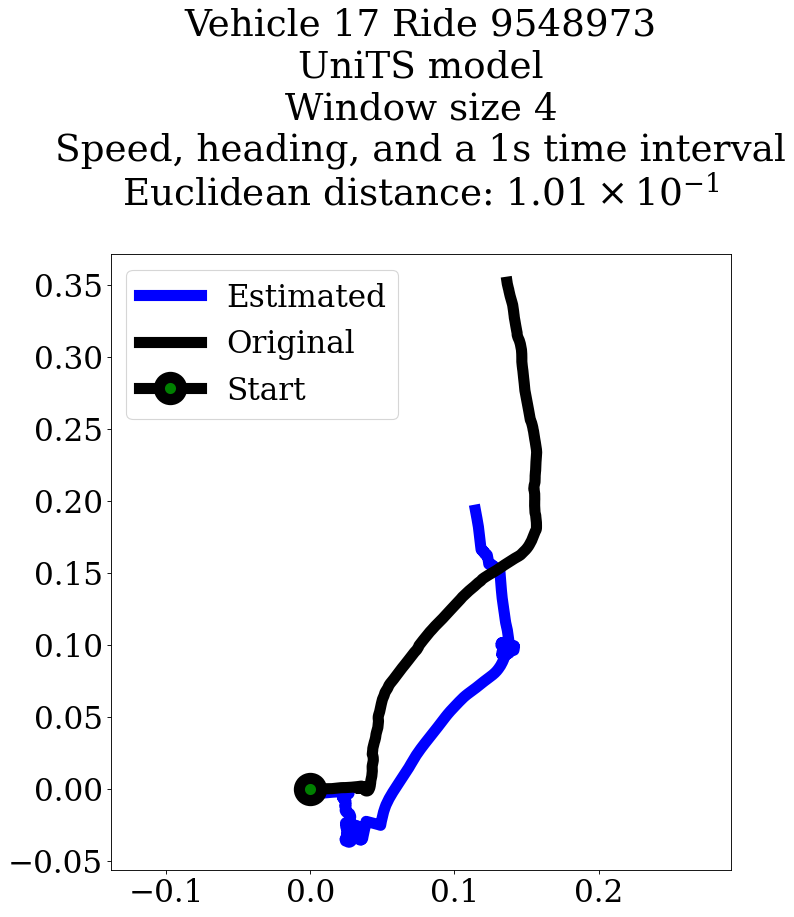 Vehicle 17 Ride 9548973
UniTS model
Window size 4
Speed, heading, and a 1s time interval
Euclidean distance: 1.01 × 10⁻¹
Estimated
Original
Start
0.35
0.30
0.25
0.20
0.15
0.10
0.05
0.00
−0.05
−0.1 0.0 0.1 0.2